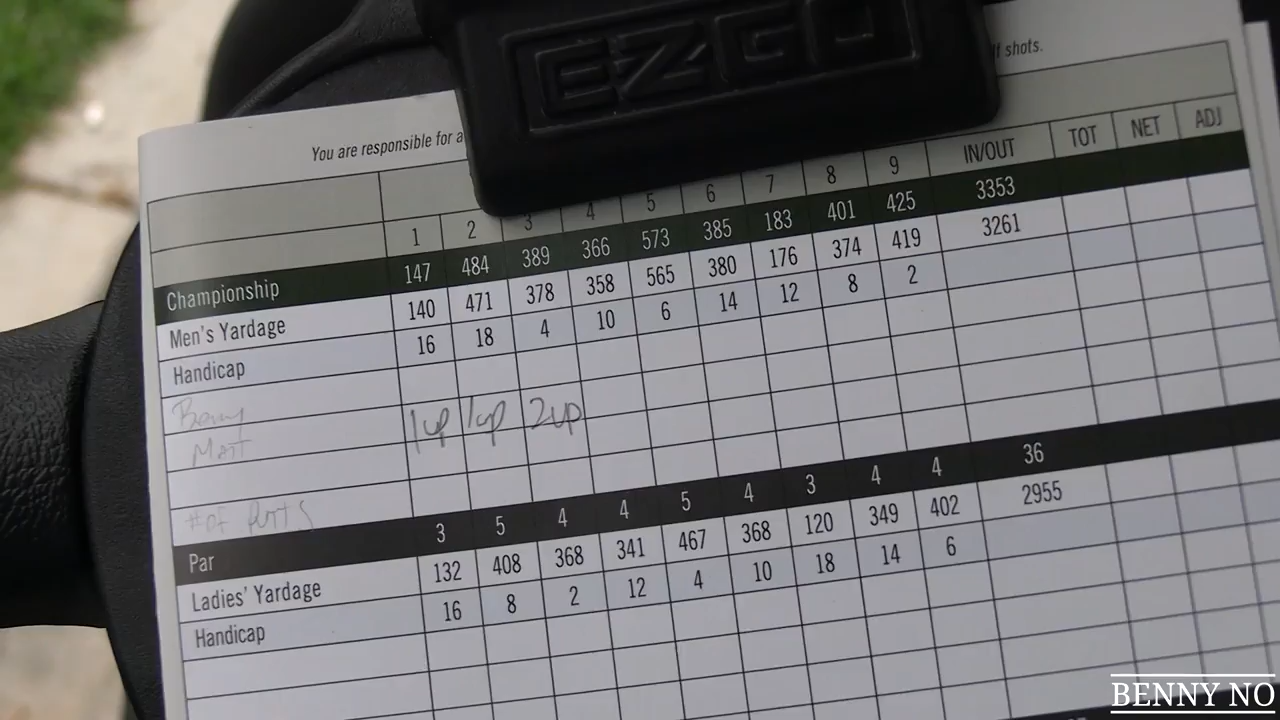 EZGO
lf shots.
You are responsible for a
1 2 3 4 5 6 7 8 9 IN/OUT TOT NET ADJ
Championship 147 484 389 366 573 385 183 401 425 3353
Men's Yardage 140 471 378 358 565 380 176 374 419 3261
Handicap 16 18 4 10 6 14 12 8 2
Benny
Matt 1up 1up 2up
# of Putts
Par 3 5 4 4 5 4 3 4 4 36
Ladies' Yardage 132 408 368 341 467 368 120 349 402 2955
Handicap 16 8 2 12 4 10 18 14 6
BENNY NO